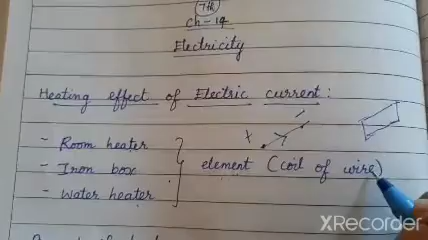 7th
Ch-14
Electricity
Heating effect of Electric current:
- Room heater
- Iron box
- Water heater
element (coil of wire)
XRecorder